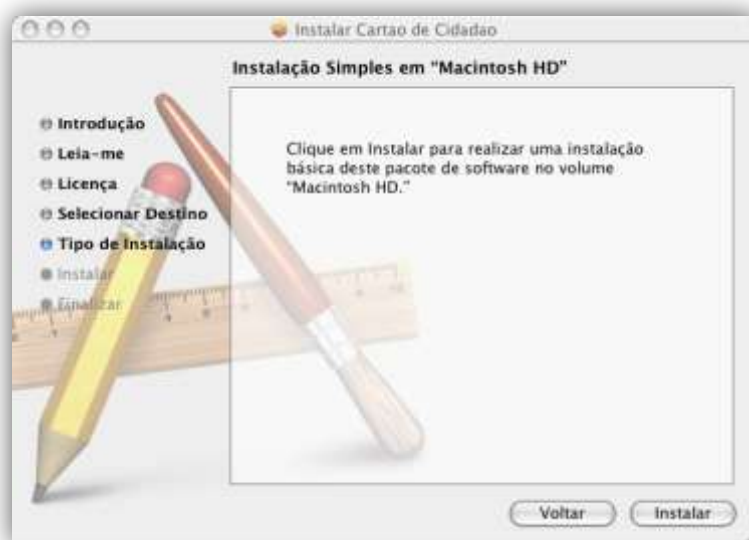 Instalar Cartao de Cidadao
Instalação Simples em “Macintosh HD”
Introdução
Leia-me
Licença
Selecionar Destino
Tipo de Instalação
Instalar
Finalizar
Clique em Instalar para realizar uma instalação
básica deste pacote de software no volume
“Macintosh HD.”
Voltar
Instalar